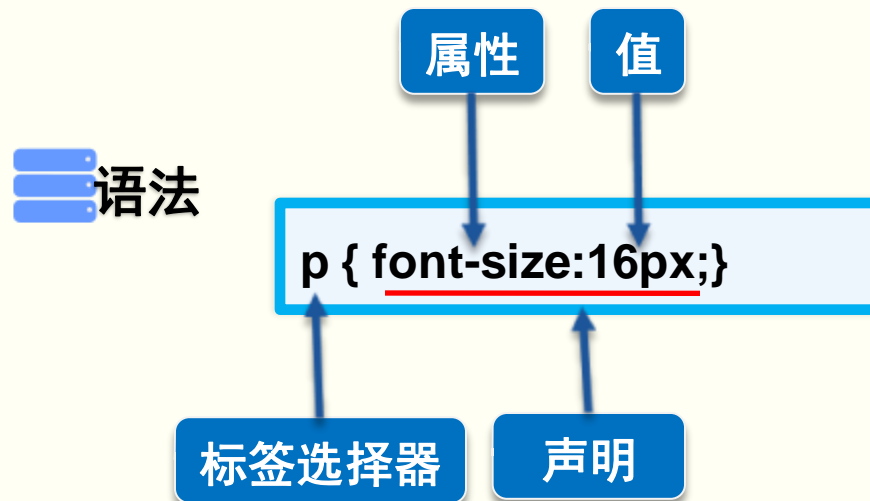 属性
值
语法
p { font-size:16px;}
标签选择器
声明